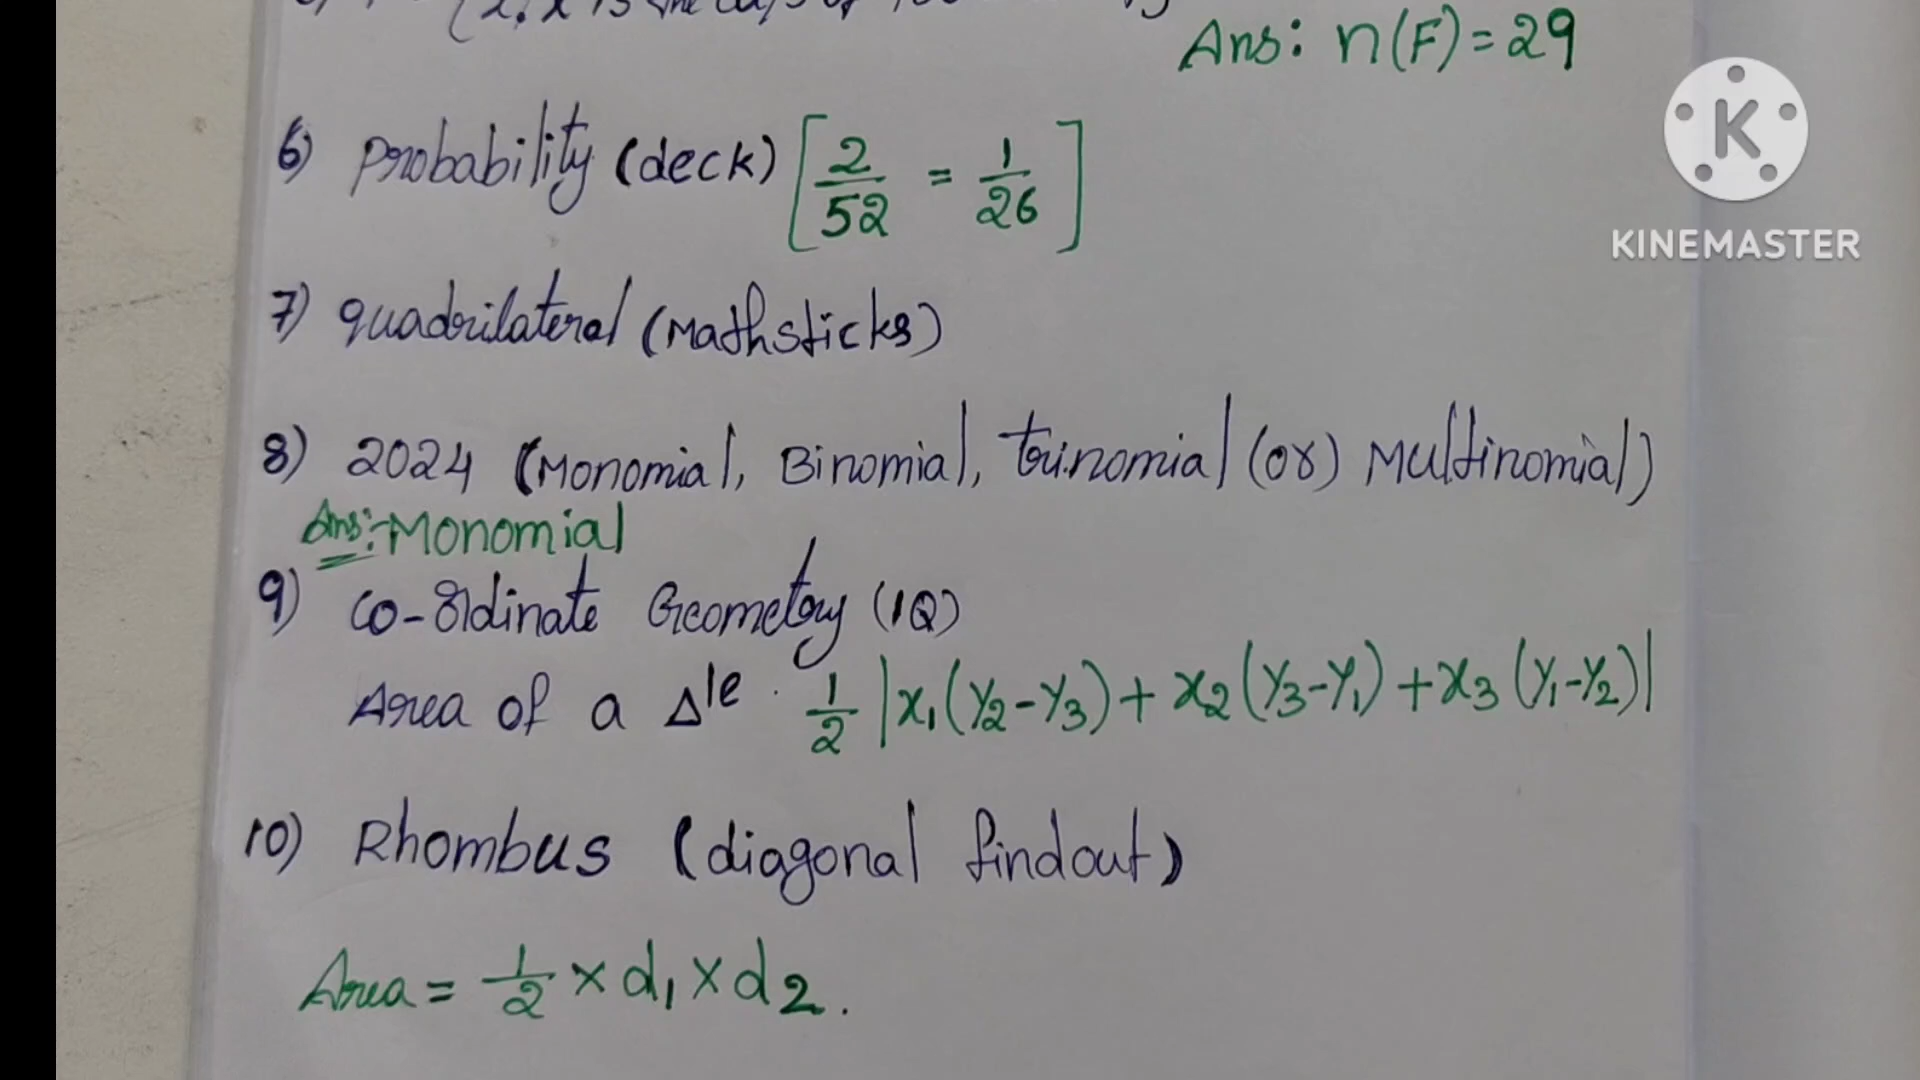 Ans: n(F)=29
6) Probability (deck) [2/52 = 1/26]
KINEMASTER
7) quadrilateral (Mathsticks)
8) 2024 (Monomial, Binomial, trinomial (or) Multinomial)
Ans:- Monomial
9) Co-ordinate Geometry (1Q)
Area of a Δle . 1/2 |x₁(y₂-y₃)+x₂(y₃-y₁)+x₃(y₁-y₂)|
10) Rhombus (diagonal findout)
Area = 1/2 × d₁ × d₂.